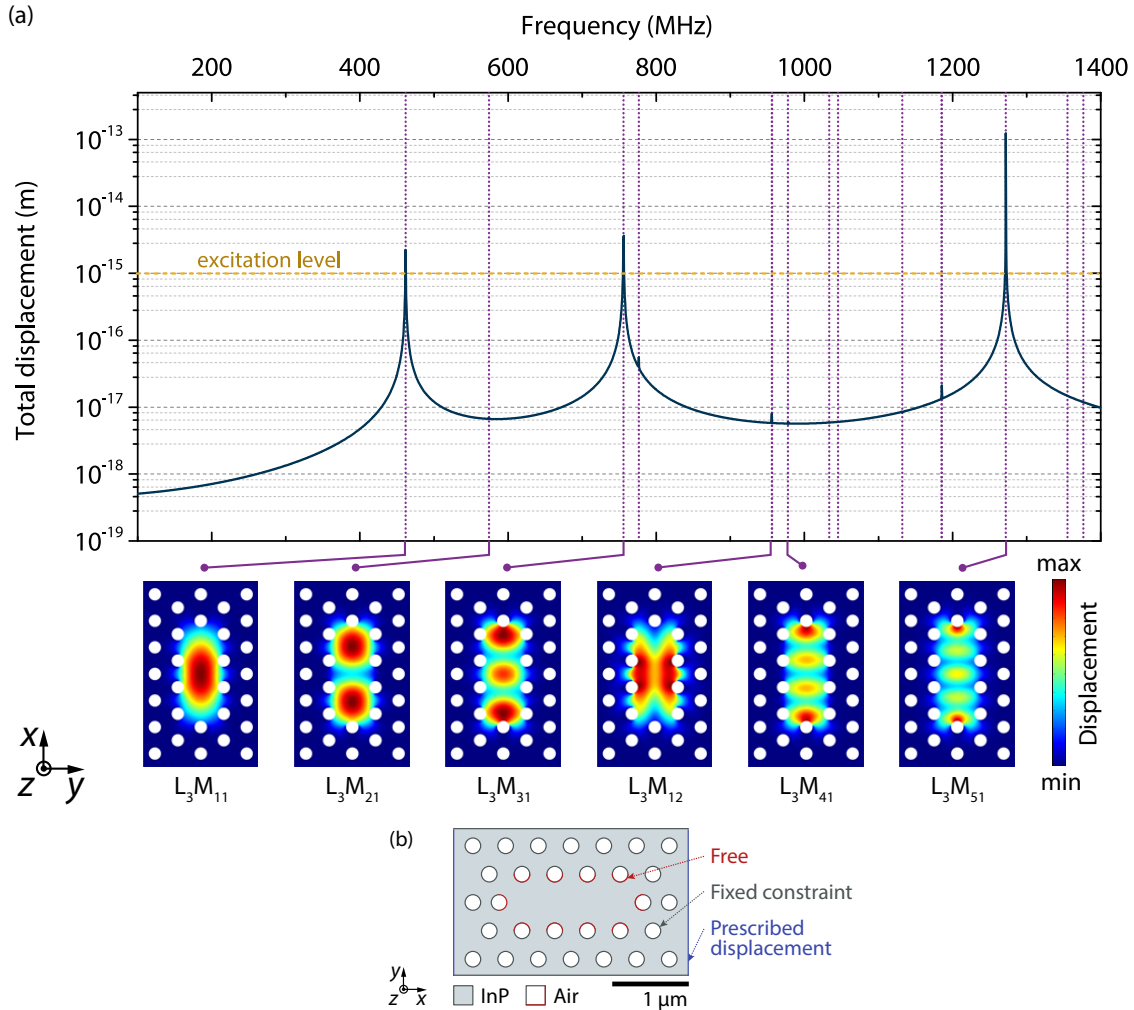 (a)
Frequency (MHz)
200 400 600 800 1000 1200 1400
Total displacement (m)
10⁻¹³
10⁻¹⁴
10⁻¹⁵
10⁻¹⁶
10⁻¹⁷
10⁻¹⁸
10⁻¹⁹
excitation level
max
Displacement
min
x
z y
L₃M₁₁ L₃M₂₁ L₃M₃₁ L₃M₁₂ L₃M₄₁ L₃M₅₁
(b)
Free
Fixed constraint
Prescribed
displacement
y
z x
InP Air 1 μm